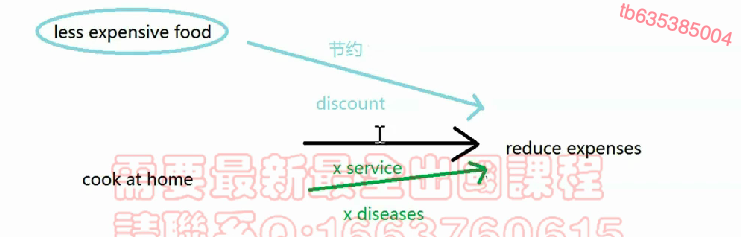 tb635385004
less expensive food
节约
discount
reduce expenses
x service
cook at home
x diseases
需要最新最全出國課程
請聯系Q:1663760615